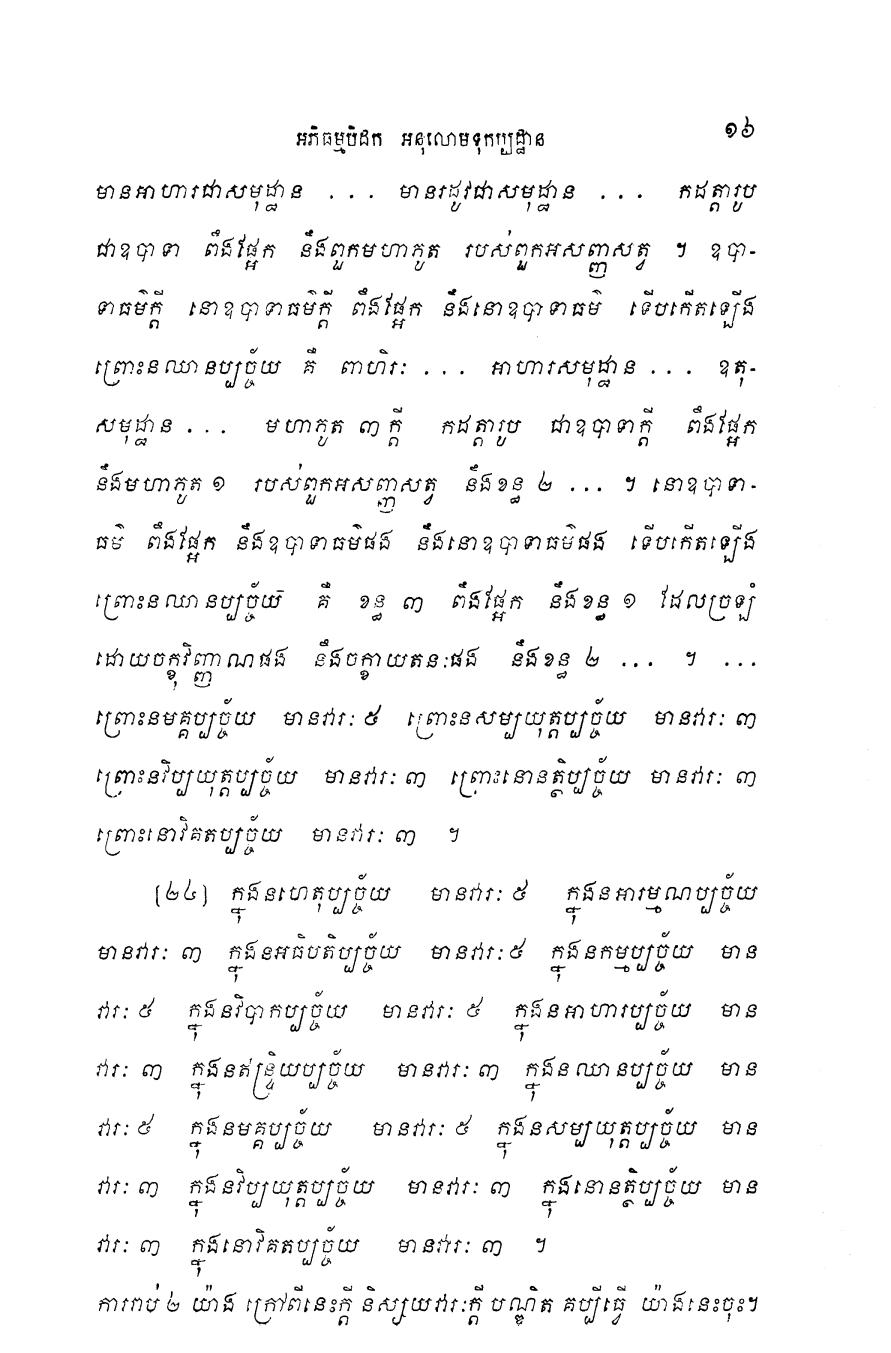 អភិធម្មបិដក អនុលោមទុកប្បដ្ឋាន ១៦
មានអាហារជាសមុដ្ឋាន ... មានរដូវជាសមុដ្ឋាន ... កដត្តារូប
ជាឧបាទា ពឹងផ្អែក នឹងពួកមហាភូត របស់ពួកអសញ្ញសត្វ ។ ឧបា-
ទាធម៌ក្តី នោឧបាទាធម៌ក្តី ពឹងផ្អែក នឹងនោឧបាទាធម៌ ទើបកើតឡើង
ព្រោះនឈានប្បច្ច័យ គឺ ពាហិរៈ ... អាហារសមុដ្ឋាន ... ឧតុ-
សមុដ្ឋាន ... មហាភូត ៣ ក្តី កដត្តារូប ជាឧបាទាក្តី ពឹងផ្អែក
នឹងមហាភូត ១ របស់ពួកអសញ្ញសត្វ នឹងខន្ធ ២ ... ។ នោឧបាទា-
ធម៌ ពឹងផ្អែក នឹងឧបាទាធម៌ផង នឹងនោឧបាទាធម៌ផង ទើបកើតឡើង
ព្រោះនឈានប្បច្ច័យ គឺ ខន្ធ ៣ ពឹងផ្អែក នឹងខន្ធ ១ ដែលច្រឡំ
ដោយចក្ខុវិញ្ញាណផង នឹងចក្ខាយតនៈផង នឹងខន្ធ ២ ... ។ ...
ព្រោះនមគ្គប្បច្ច័យ មានវារៈ ៥ ព្រោះនសម្បយុត្តប្បច្ច័យ មានវារៈ ៣
ព្រោះនវិប្បយុត្តប្បច្ច័យ មានវារៈ ៣ ព្រោះនោនត្ថិប្បច្ច័យ មានវារៈ ៣
ព្រោះនោវិគតប្បច្ច័យ មានវារៈ ៣ ។
[២៤] ក្នុងនហេតុប្បច្ច័យ មានវារៈ ៥ ក្នុងនអារម្មណប្បច្ច័យ
មានវារៈ ៣ ក្នុងនអធិបតិប្បច្ច័យ មានវារៈ ៥ ក្នុងនកម្មប្បច្ច័យ មាន
វារៈ ៥ ក្នុងនវិបាកប្បច្ច័យ មានវារៈ ៥ ក្នុងនអាហារប្បច្ច័យ មាន
វារៈ ៣ ក្នុងនឥន្ទ្រិយប្បច្ច័យ មានវារៈ ៣ ក្នុងនឈានប្បច្ច័យ មាន
វារៈ ៥ ក្នុងនមគ្គប្បច្ច័យ មានវារៈ ៥ ក្នុងនសម្បយុត្តប្បច្ច័យ មាន
វារៈ ៣ ក្នុងនវិប្បយុត្តប្បច្ច័យ មានវារៈ ៣ ក្នុងនោនត្ថិប្បច្ច័យ មាន
វារៈ ៣ ក្នុងនោវិគតប្បច្ច័យ មានវារៈ ៣ ។
ការរាប់ ២ យ៉ាង ក្រៅពីនេះក្តី និស្សយវារៈក្តី បណ្ឌិត គប្បីធ្វើ យ៉ាងនេះចុះ។